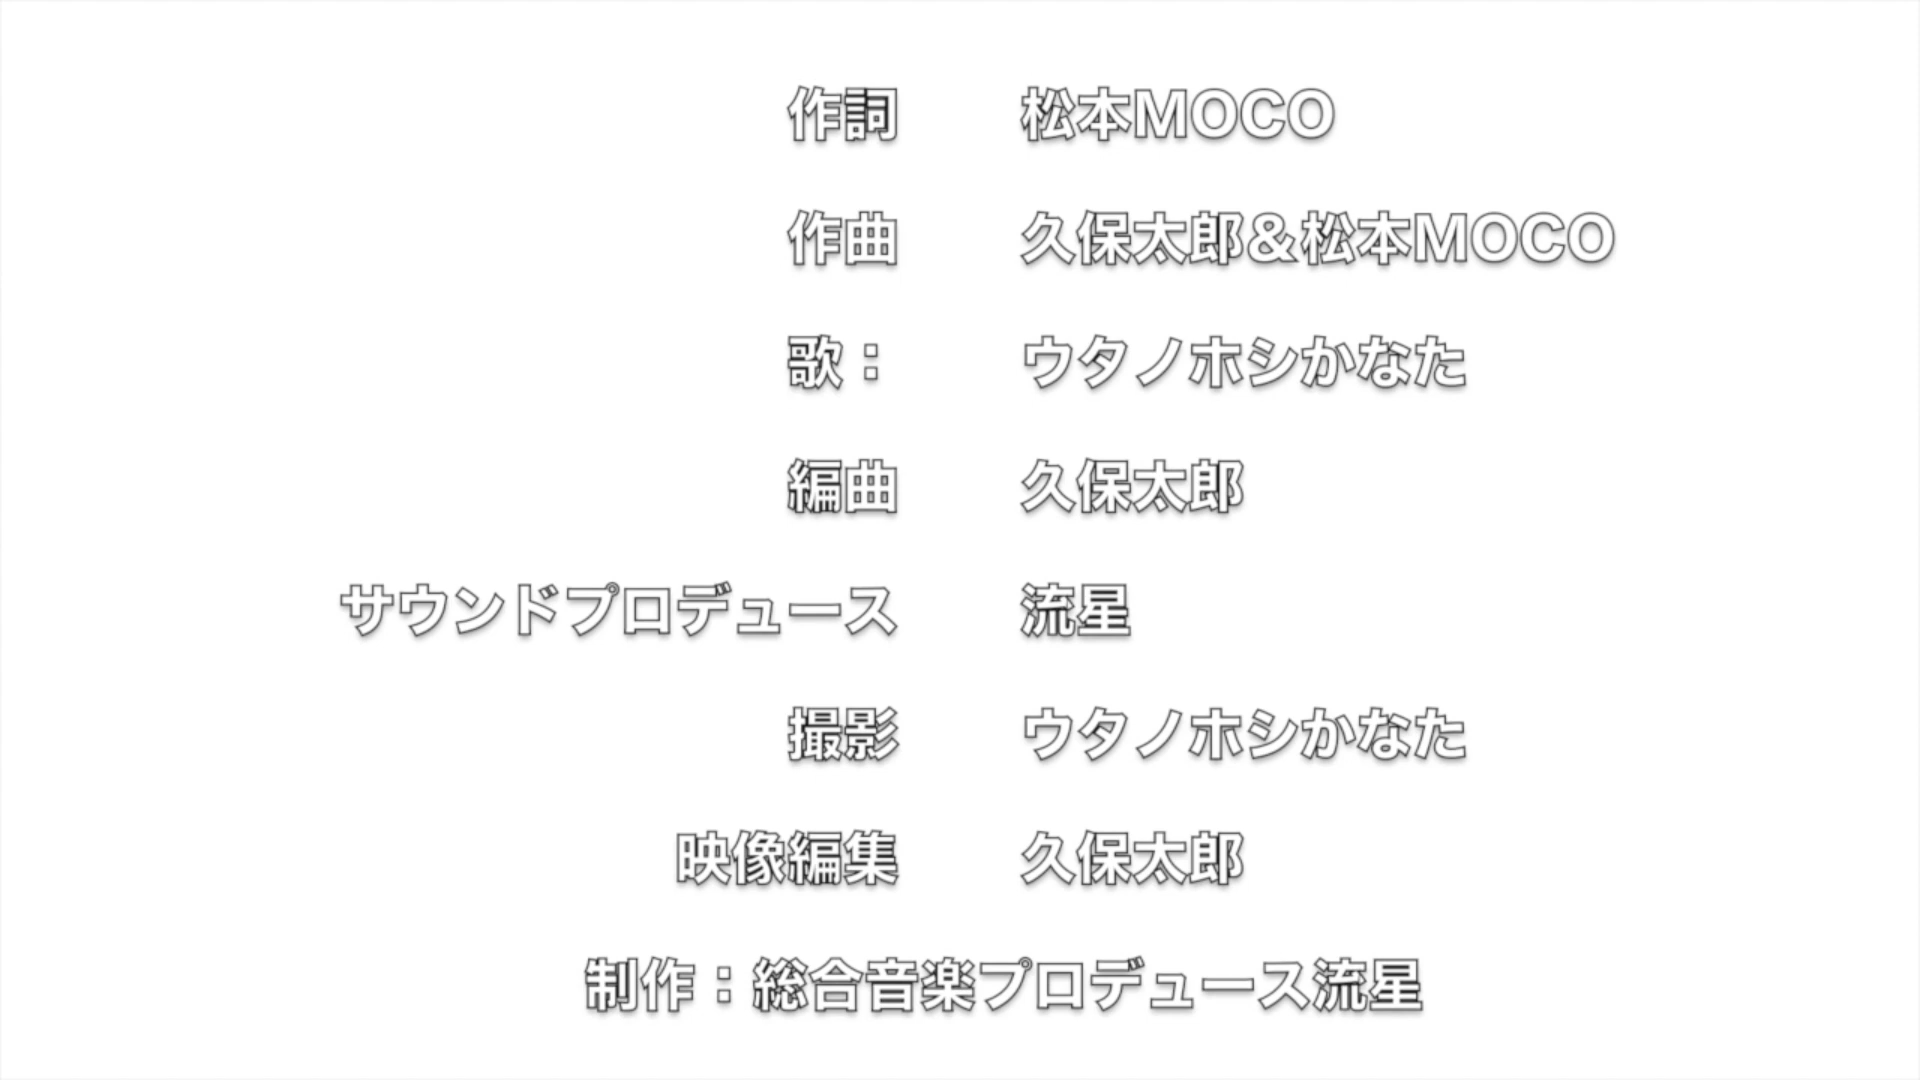 作詞 松本MOCO
作曲 久保太郎&松本MOCO
歌： ウタノホシかなた
編曲 久保太郎
サウンドプロデュース 流星
撮影 ウタノホシかなた
映像編集 久保太郎
制作：総合音楽プロデュース流星